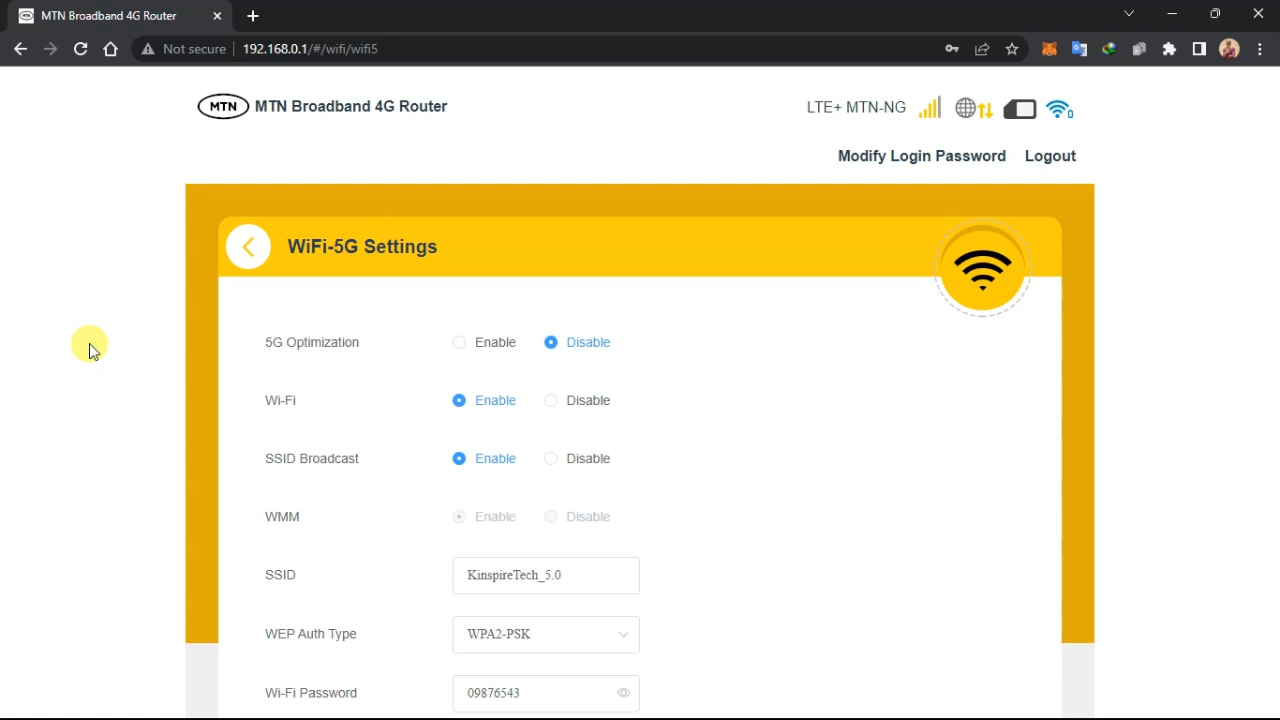 MTN Broadband 4G Router
Not secure
192.168.0.1/#/wifi/wifi5
MTN
MTN Broadband 4G Router
LTE+ MTN-NG
0
Modify Login Password
Logout
WiFi-5G Settings
5G Optimization
Enable
Disable
Wi-Fi
Enable
Disable
SSID Broadcast
Enable
Disable
WMM
Enable
Disable
SSID
KinspireTech_5.0
WEP Auth Type
WPA2-PSK
Wi-Fi Password
09876543